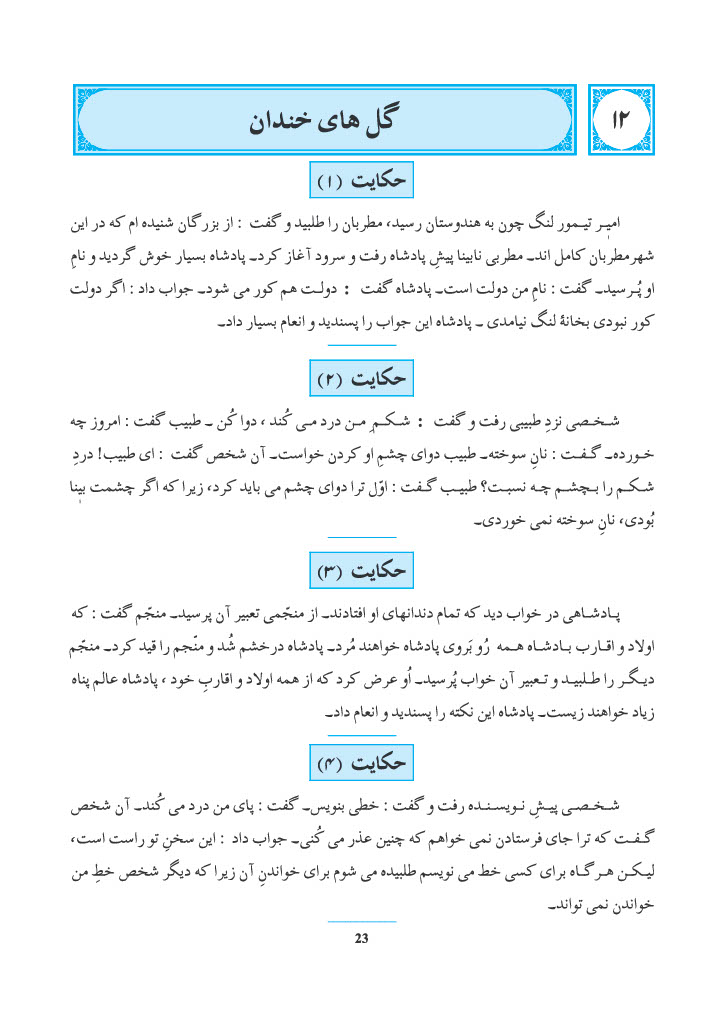 ۱۲
گل های خندان
حکایت (۱)
امیر تیمور لنگ چون به هندوستان رسید، مطربان را طلبید و گفت : از بزرگان شنیده ام که در این
شهرمطربان کامل اند۔ مطربی نابینا پیشِ پادشاه رفت و سرود آغاز کرد۔ پادشاه بسیار خوش گردید و نامِ
او پُرسید۔ گفت : نامِ من دولت است۔ پادشاه گفت : دولت هم کور می شود۔ جواب داد : اگر دولت
کور نبودی بخانۀ لنگ نیامدی ۔ پادشاه این جواب را پسندید و انعام بسیار داد۔
حکایت (۲)
شخصی نزدِ طبیبی رفت و گفت : شکمِ من درد می کُند ، دوا کُن ۔ طبیب گفت : امروز چه
خورده۔ گفت : نانِ سوخته۔ طبیب دوای چشمِ او کردن خواست۔ آن شخص گفت : ای طبیب! دردِ
شکم را بچشم چه نسبت؟ طبیب گفت : اوّل ترا دوای چشم می باید کرد، زیرا که اگر چشمت بینا
بُودی، نانِ سوخته نمی خوردی۔
حکایت (۳)
پادشاهی در خواب دید که تمام دندانهای او افتادند۔ از منجّمی تعبیر آن پرسید۔ منجّم گفت : که
اولاد و اقارب بادشاه همه رُو بَروی پادشاه خواهند مُرد۔ پادشاه درخشم شُد و منّجم را قید کرد۔ منجّم
دیگر را طلبید و تعبیر آن خواب پُرسید۔ اُو عرض کرد که از همه اولاد و اقاربِ خود ، پادشاه عالم پناه
زیاد خواهند زیست۔ پادشاه این نکته را پسندید و انعام داد۔
حکایت (۴)
شخصی پیشِ نویسنده رفت و گفت : خطی بنویس۔ گفت : پای من درد می کُند۔ آن شخص
گفت که ترا جای فرستادن نمی خواهم که چنین عذر می کُنی۔ جواب داد : این سخنِ تو راست است،
لیکن هرگاه برای کسی خط می نویسم طلبیده می شوم برای خواندنِ آن زیرا که دیگر شخص خطِ من
خواندن نمی تواند۔
23